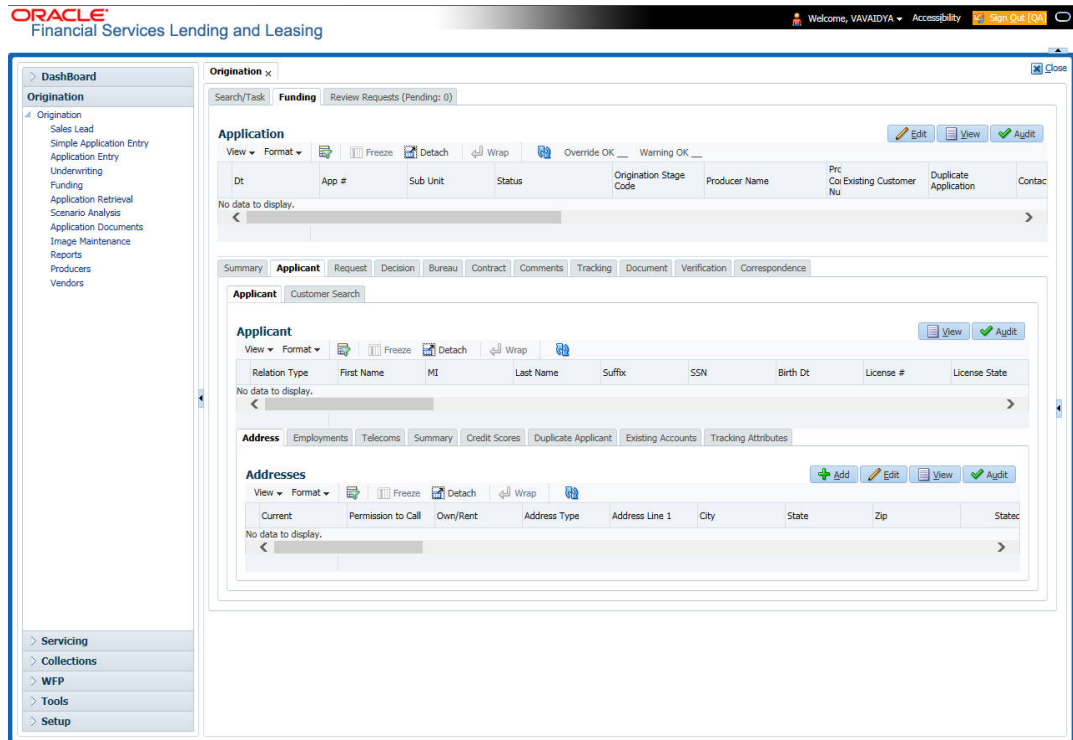 ORACLE®
Financial Services Lending and Leasing
Welcome, VAVAIDYA Accessibility Sign Out [QA]
Close
DashBoard
Origination
Origination
Sales Lead
Simple Application Entry
Application Entry
Underwriting
Funding
Application Retrieval
Scenario Analysis
Application Documents
Image Maintenance
Reports
Producers
Vendors
Servicing
Collections
WFP
Tools
Setup
Origination x
Search/Task Funding Review Requests (Pending: 0)
Application
Edit View Audit
View Format Freeze Detach Wrap Override OK __ Warning OK __
Dt App # Sub Unit Status Origination Stage Code Producer Name Prc Coi Nu Existing Customer Duplicate Application Contac
No data to display.
Summary Applicant Request Decision Bureau Contract Comments Tracking Document Verification Correspondence
Applicant Customer Search
Applicant
View Audit
View Format Freeze Detach Wrap
Relation Type First Name MI Last Name Suffix SSN Birth Dt License # License State
No data to display.
Address Employments Telecoms Summary Credit Scores Duplicate Applicant Existing Accounts Tracking Attributes
Addresses
Add Edit View Audit
View Format Freeze Detach Wrap
Current Permission to Call Own/Rent Address Type Address Line 1 City State Zip Stated
No data to display.